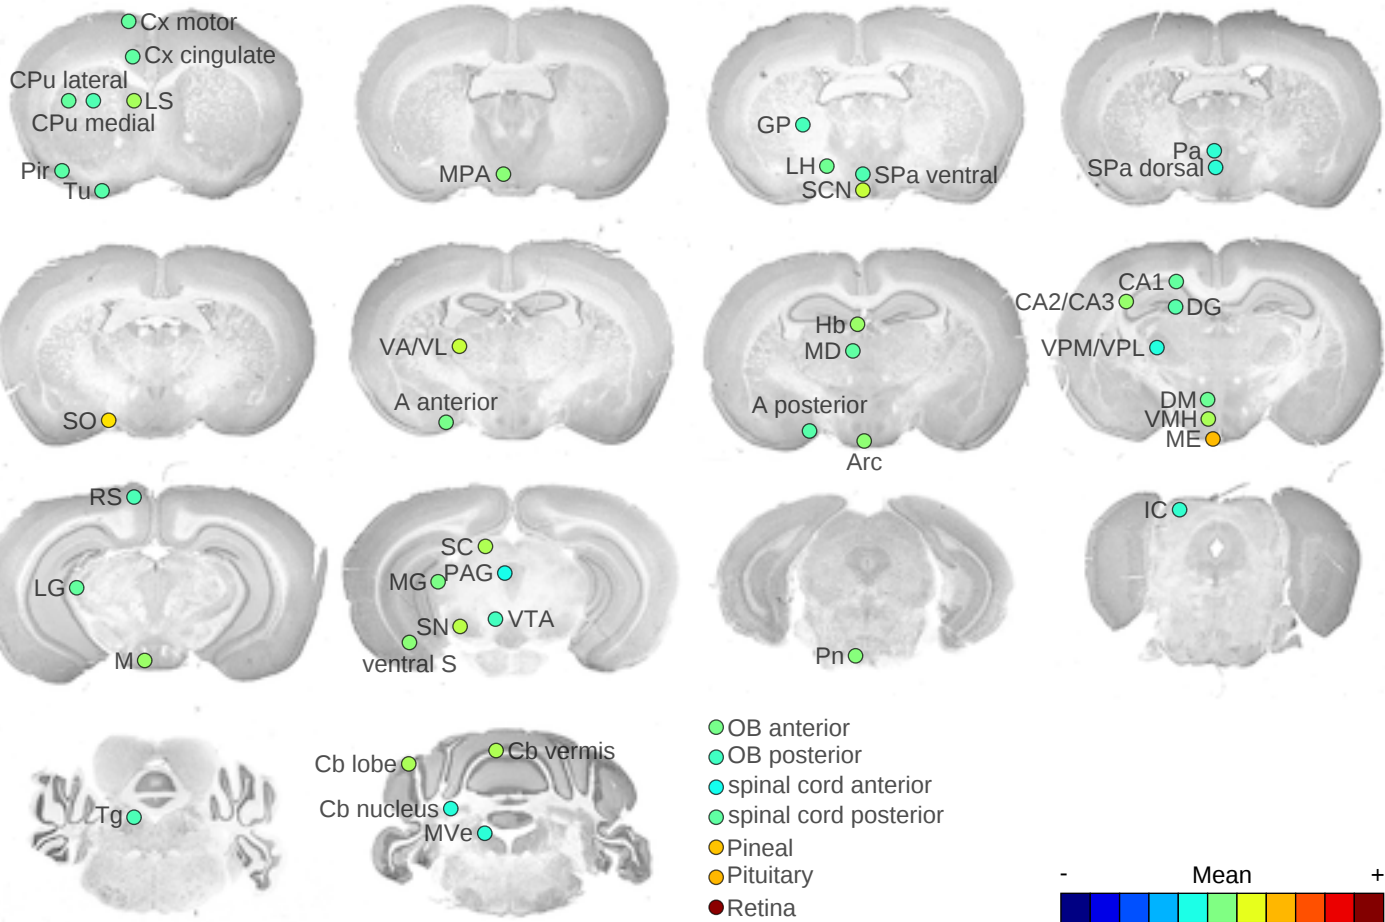 Cx motor
Cx cingulate
CPu lateral
LS
CPu medial
Pir
Tu
MPA
GP
LH
SPa ventral
SCN
Pa
SPa dorsal
SO
VA/VL
A anterior
Hb
MD
A posterior
Arc
CA1
CA2/CA3
DG
VPM/VPL
DM
VMH
ME
RS
LG
M
SC
PAG
MG
VTA
SN
ventral S
Pn
IC
Tg
Cb vermis
Cb lobe
Cb nucleus
MVe
OB anterior
OB posterior
spinal cord anterior
spinal cord posterior
Pineal
Pituitary
Retina
- Mean +